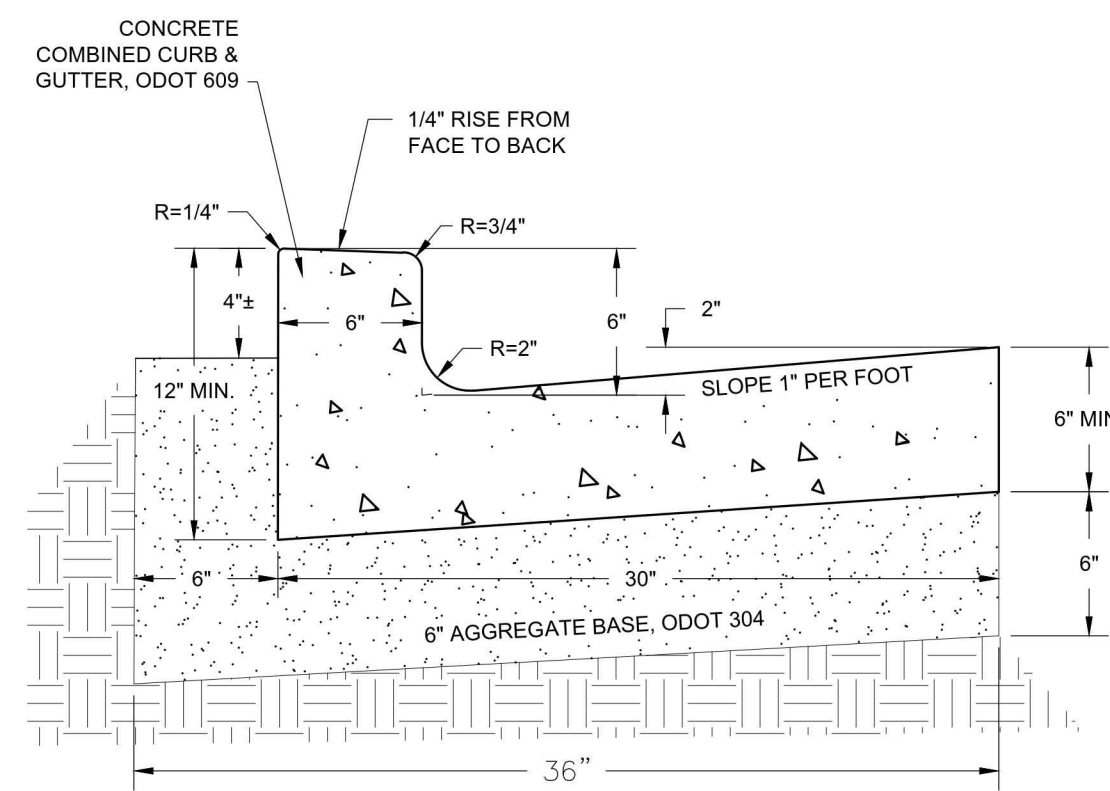 CONCRETE
COMBINED CURB &
GUTTER, ODOT 609
1/4" RISE FROM
FACE TO BACK
R=1/4"
R=3/4"
4"±
6"
6"
2"
R=2"
12" MIN.
SLOPE 1" PER FOOT
6" MIN
6"
30"
6"
6" AGGREGATE BASE, ODOT 304
36”